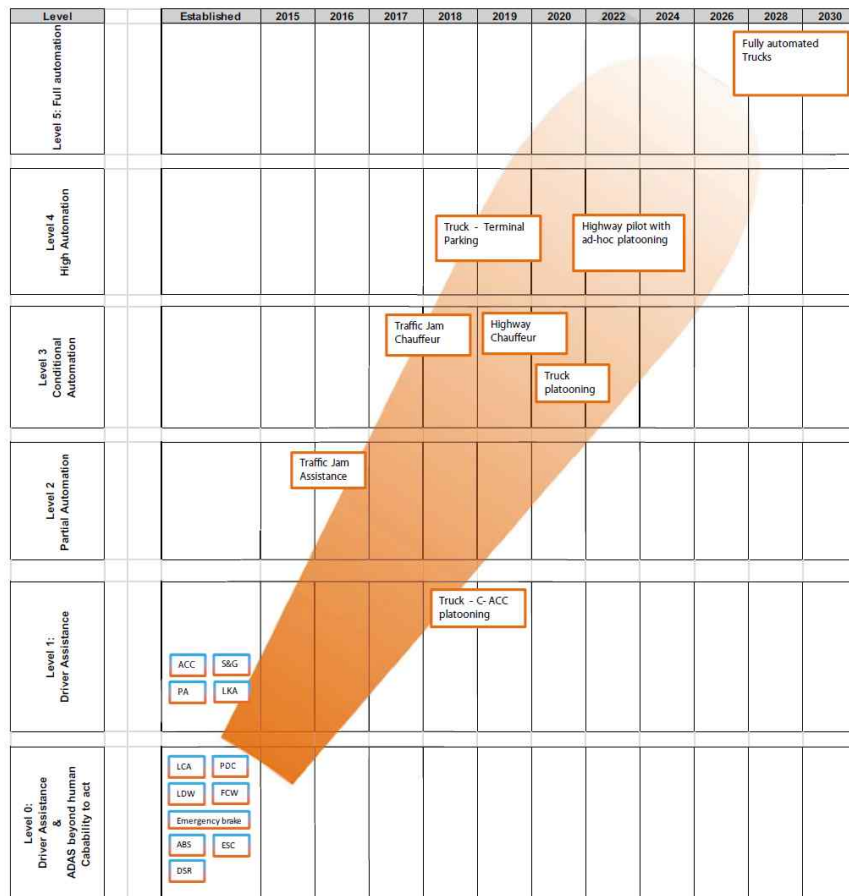 Level Established 2015 2016 2017 2018 2019 2020 2022 2024 2026 2028 2030
Level 5: Full automation
Fully automated
Trucks
Level 4
High Automation
Truck - Terminal
Parking
Highway pilot with
ad-hoc platooning
Level 3
Conditional
Automation
Traffic Jam
Chauffeur
Highway
Chauffeur
Truck
platooning
Level 2
Partial Automation
Traffic Jam
Assistance
Level 1:
Driver Assistance
Truck - C- ACC
platooning
ACC S&G
PA LKA
Level 0:
Driver Assistance
&
ADAS beyond human
Cabability to act
LCA PDC
LDW FCW
Emergency brake
ABS ESC
DSR